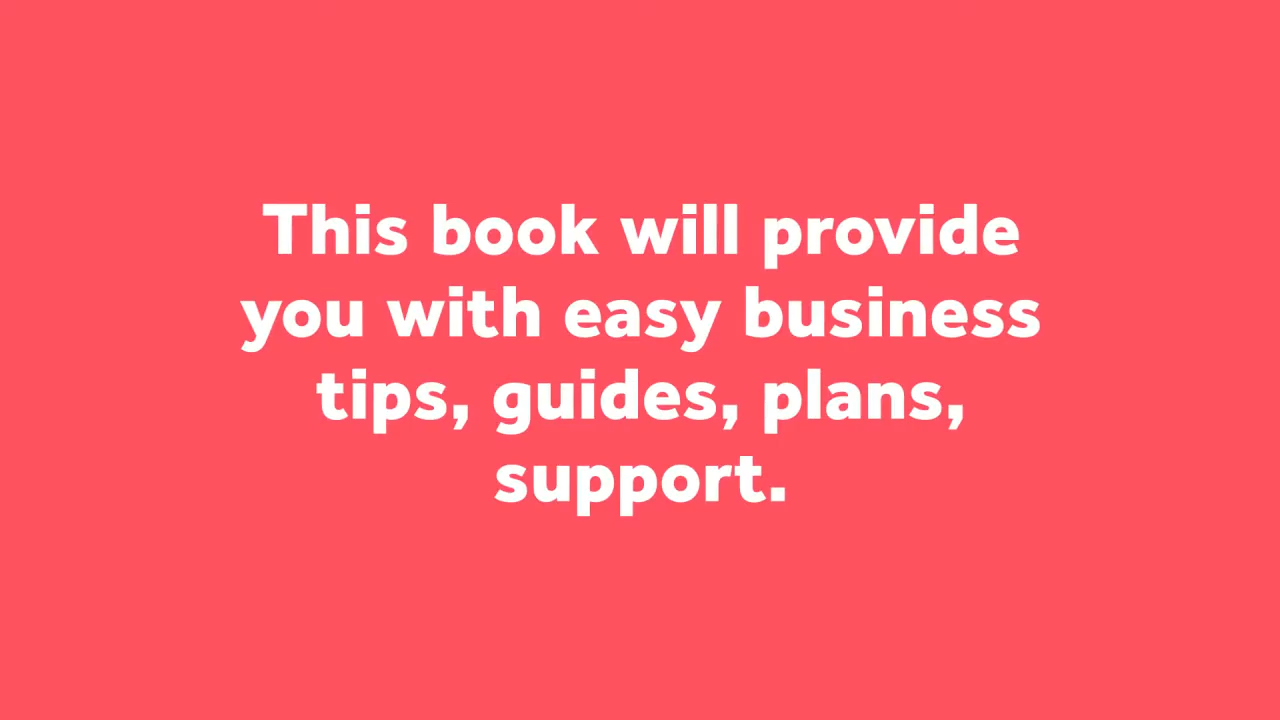 This book will provide
you with easy business
tips, guides, plans,
support.